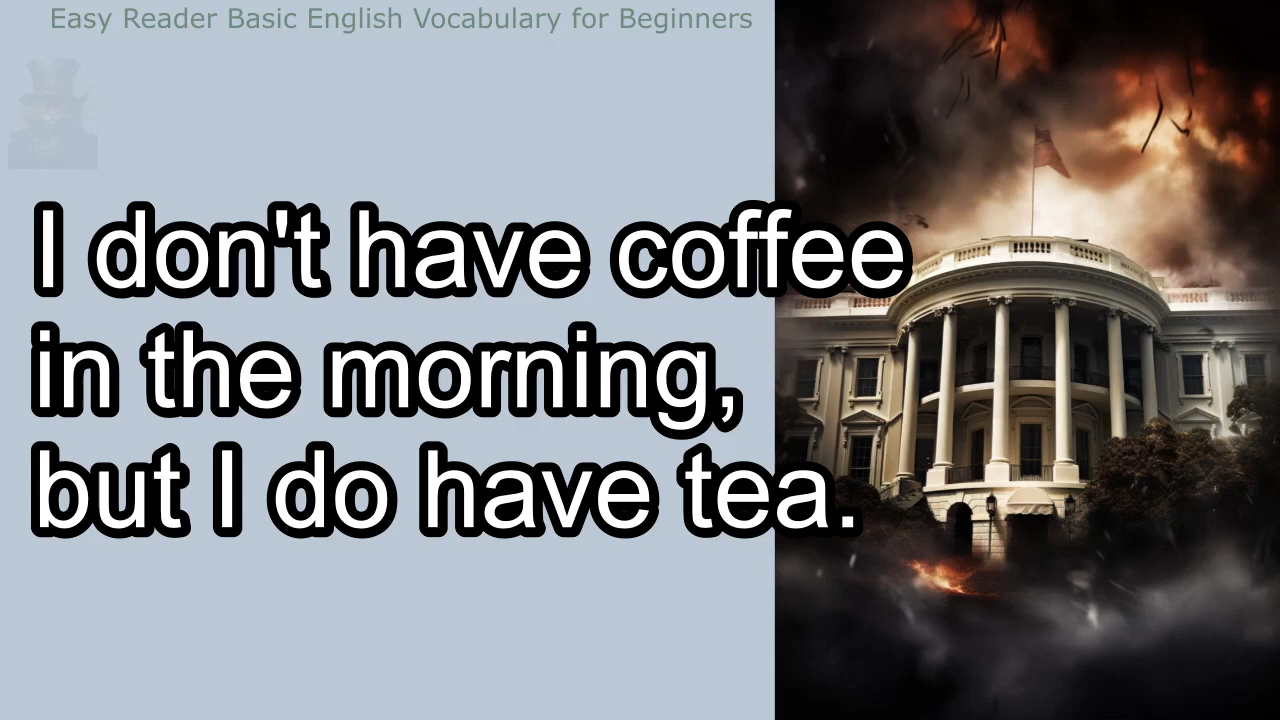 Easy Reader Basic English Vocabulary for Beginners
I don't have coffee
in the morning,
but I do have tea.